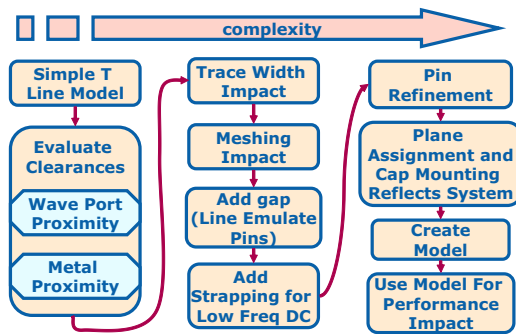 complexity
Simple T
Line Model
Evaluate
Clearances
Wave Port
Proximity
Metal
Proximity
Trace Width
Impact
Meshing
Impact
Add gap
(Line Emulate
Pins)
Add
Strapping for
Low Freq DC
Pin
Refinement
Plane
Assignment and
Cap Mounting
Reflects System
Create
Model
Use Model For
Performance
Impact